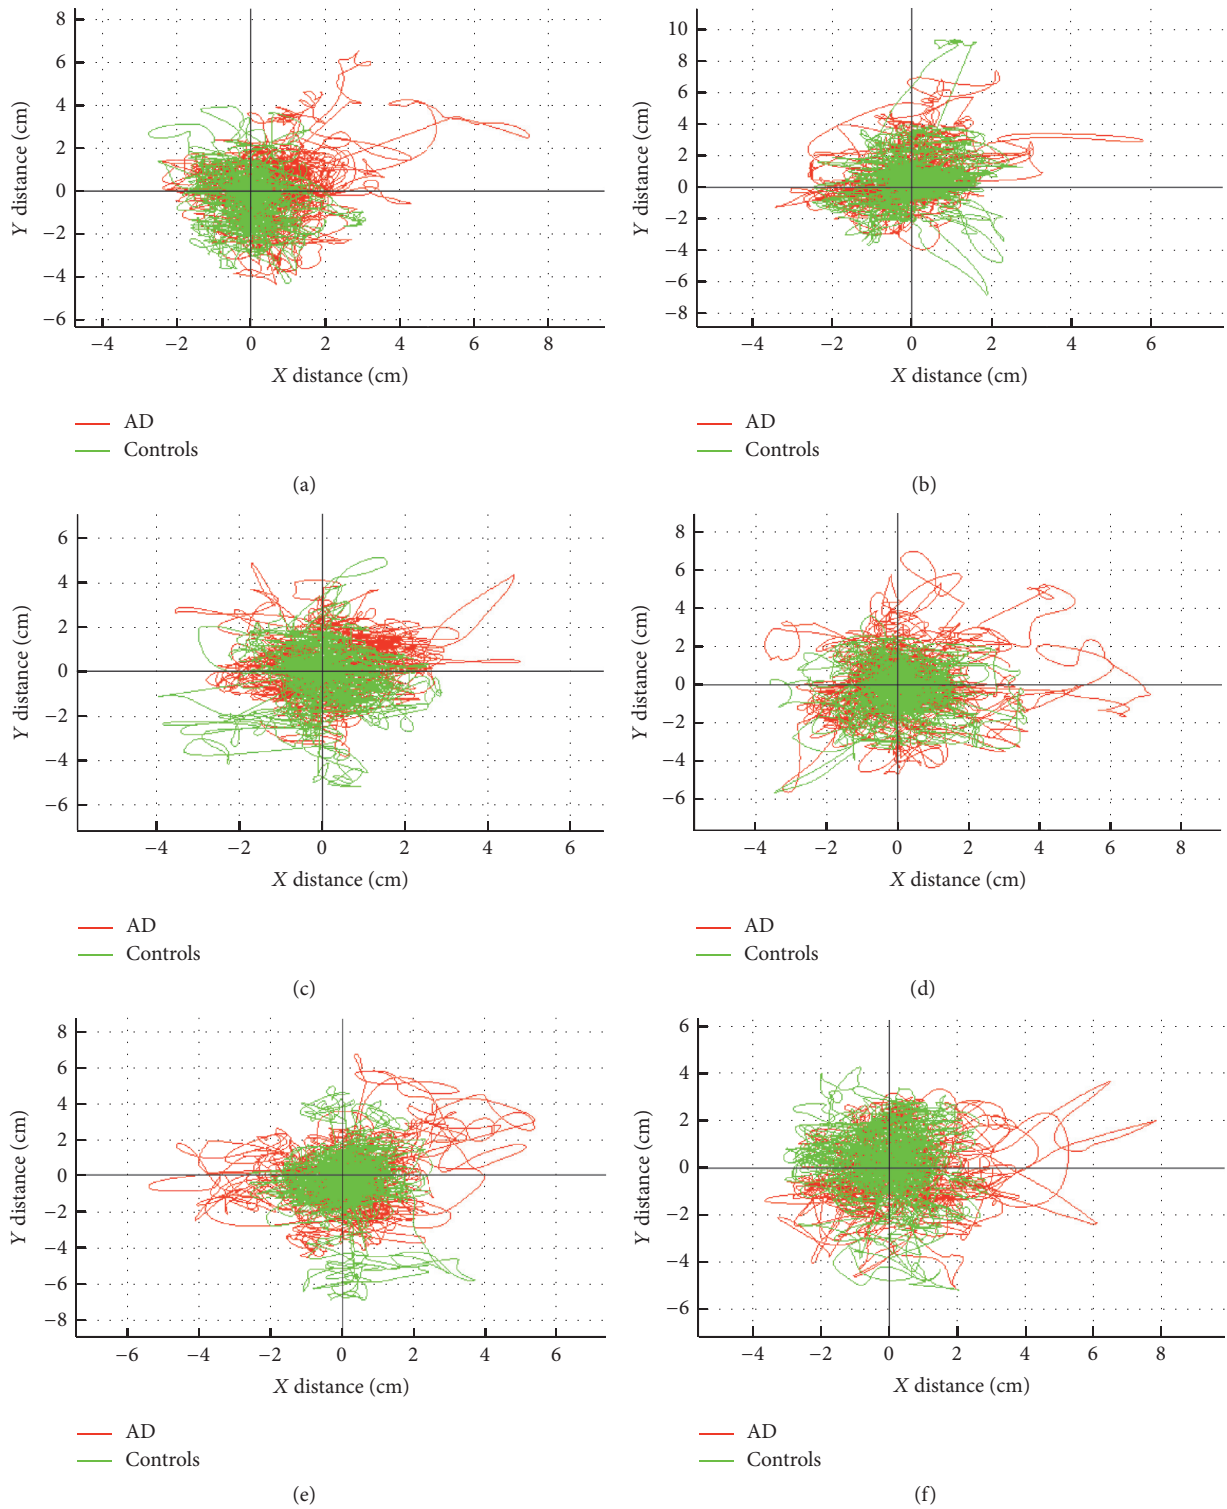 8
6
4
2
0
−2
−4
−6
Y distance (cm)
−4 −2 0 2 4 6 8
X distance (cm)
AD
Controls
(a)
10
8
6
4
2
0
−2
−4
−6
−8
Y distance (cm)
−4 −2 0 2 4 6
X distance (cm)
AD
Controls
(b)
6
4
2
0
−2
−4
−6
Y distance (cm)
−4 −2 0 2 4 6
X distance (cm)
AD
Controls
(c)
8
6
4
2
0
−2
−4
−6
Y distance (cm)
−4 −2 0 2 4 6 8
X distance (cm)
AD
Controls
(d)
8
6
4
2
0
−2
−4
−6
−8
Y distance (cm)
−6 −4 −2 0 2 4 6
X distance (cm)
AD
Controls
(e)
6
4
2
0
−2
−4
−6
Y distance (cm)
−4 −2 0 2 4 6 8
X distance (cm)
AD
Controls
(f)